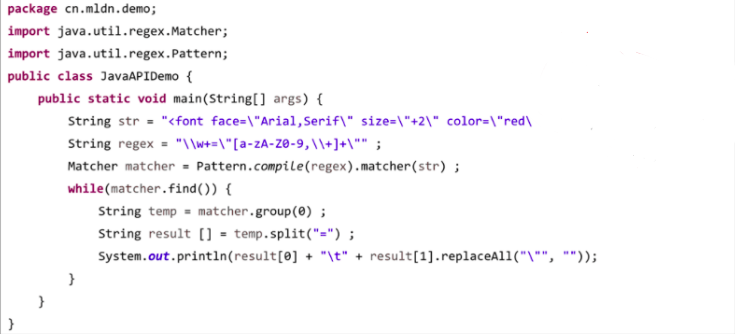 package cn.mldn.demo;
import java.util.regex.Matcher;
import java.util.regex.Pattern;
public class JavaAPIDemo {
    public static void main(String[] args) {
        String str = "<font face=\"Arial,Serif\" size=\"+2\" color=\"red\
        String regex = "\\w+=\"[a-zA-Z0-9,\\+]+\"" ;
        Matcher matcher = Pattern.compile(regex).matcher(str) ;
        while(matcher.find()) {
            String temp = matcher.group(0) ;
            String result [] = temp.split("=") ;
            System.out.println(result[0] + "\t" + result[1].replaceAll("\"", ""));
        }
    }
}